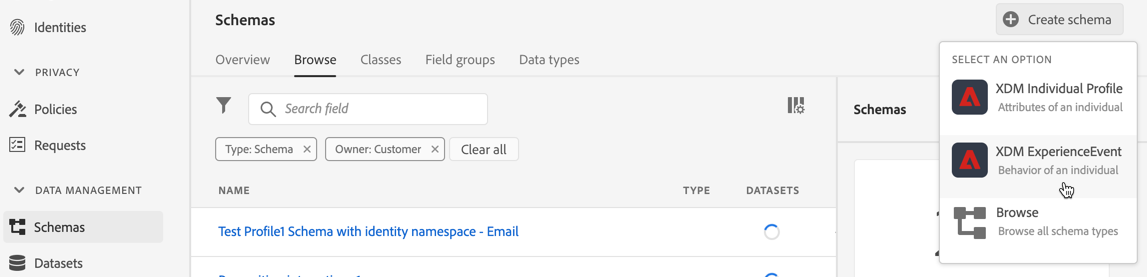 Identities
PRIVACY
Policies
Requests
DATA MANAGEMENT
Schemas
Datasets
Schemas
Create schema
Overview
Browse
Classes
Field groups
Data types
Search field
Type: Schema ×
Owner: Customer ×
Clear all
NAME
TYPE
DATASETS
Test Profile1 Schema with identity namespace - Email
Schemas
SELECT AN OPTION
XDM Individual Profile
Attributes of an individual
XDM ExperienceEvent
Behavior of an individual
Browse
Browse all schema types